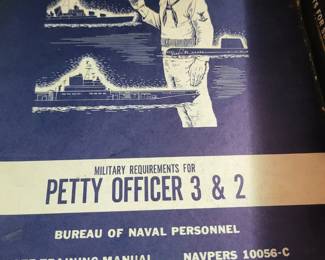 MILITARY REQUIREMENTS FOR
PETTY OFFICER 3 & 2
BUREAU OF NAVAL PERSONNEL
TRAINING MANUAL NAVPERS 10056-C